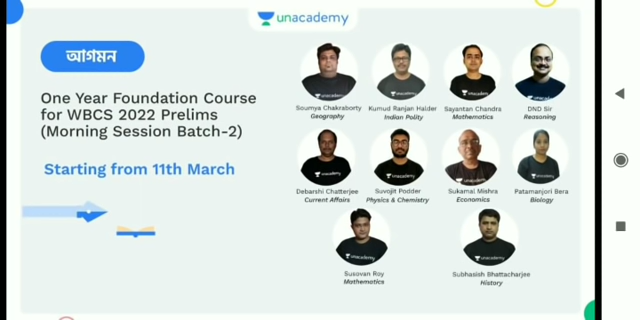 unacademy
আগমন
One Year Foundation Course
for WBCS 2022 Prelims
(Morning Session Batch-2)
Starting from 11th March
Soumya Chakraborty
Geography
Kumud Ranjan Halder
Indian Polity
Sayantan Chandra
Mathematics
DND Sir
Reasoning
Debarshi Chatterjee
Current Affairs
Suvojit Podder
Physics & Chemistry
Sukamal Mishra
Economics
Patamanjori Bera
Biology
Susovan Roy
Mathematics
Subhasish Bhattacharjee
History